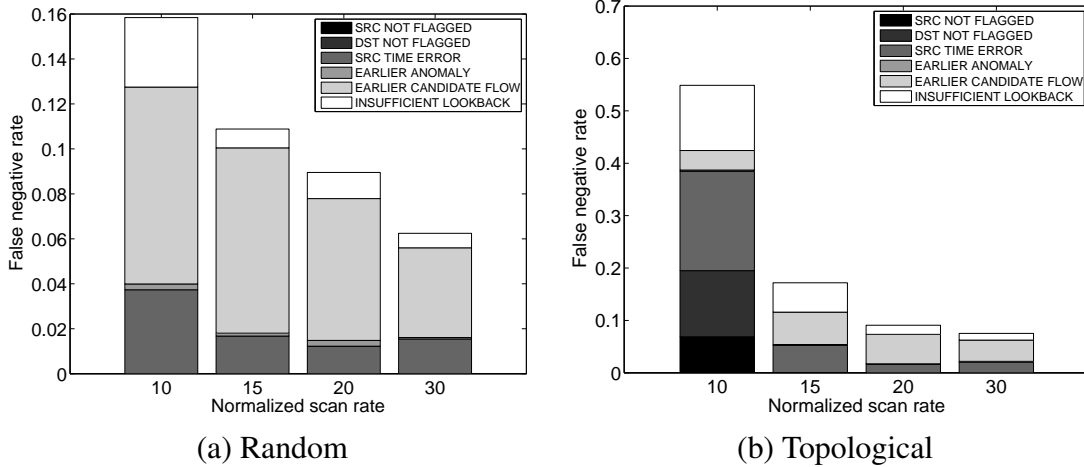 0.16
0.14
0.12
0.1
0.08
0.06
0.04
0.02
0
False negative rate
SRC NOT FLAGGED
DST NOT FLAGGED
SRC TIME ERROR
EARLIER ANOMALY
EARLIER CANDIDATE FLOW
INSUFFICIENT LOOKBACK
10 15 20 30
Normalized scan rate
(a) Random
0.7
0.6
0.5
0.4
0.3
0.2
0.1
0
False negative rate
SRC NOT FLAGGED
DST NOT FLAGGED
SRC TIME ERROR
EARLIER ANOMALY
EARLIER CANDIDATE FLOW
INSUFFICIENT LOOKBACK
10 15 20 30
Normalized scan rate
(b) Topological